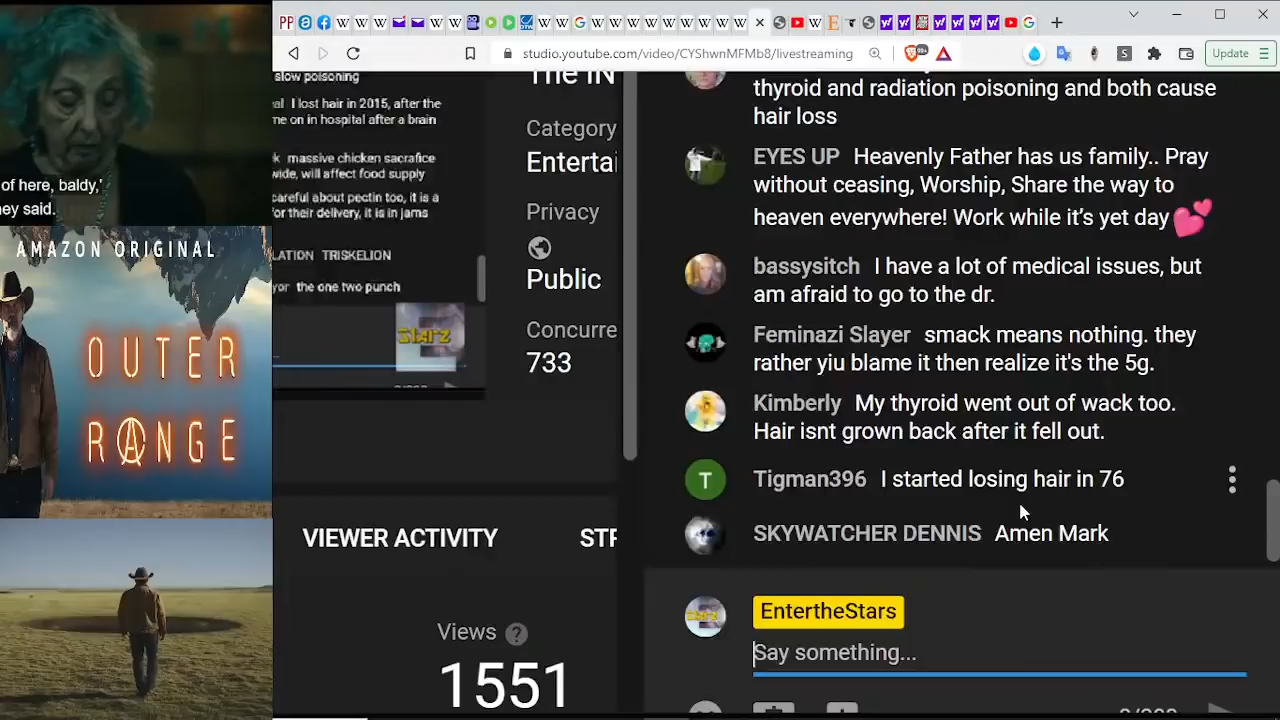 of here, baldy,'
ey said.
AMAZON ORIGINAL
OUTER
RANGE
studio.youtube.com/video/CYShwnMFMb8/livestreaming
99+
Update
slow poisoning
I lost hair in 2015, after the
me on in hospital after a brain
massive chicken sacrafice
wide, will affect food supply
careful about pectin too, it is a
for their delivery, it is in jams
LATION TRISKELION
yor the one two punch
Starz
The IN
Category
Entertai
Privacy
Public
Concurre
733
VIEWER ACTIVITY STR
Views ?
1551
thyroid and radiation poisoning and both cause
hair loss
EYES UP Heavenly Father has us family.. Pray
without ceasing, Worship, Share the way to
heaven everywhere! Work while it's yet day
bassysitch I have a lot of medical issues, but
am afraid to go to the dr.
Feminazi Slayer smack means nothing. they
rather yiu blame it then realize it's the 5g.
Kimberly My thyroid went out of wack too.
Hair isnt grown back after it fell out.
T Tigman396 I started losing hair in 76
SKYWATCHER DENNIS Amen Mark
EntertheStars
Say something...